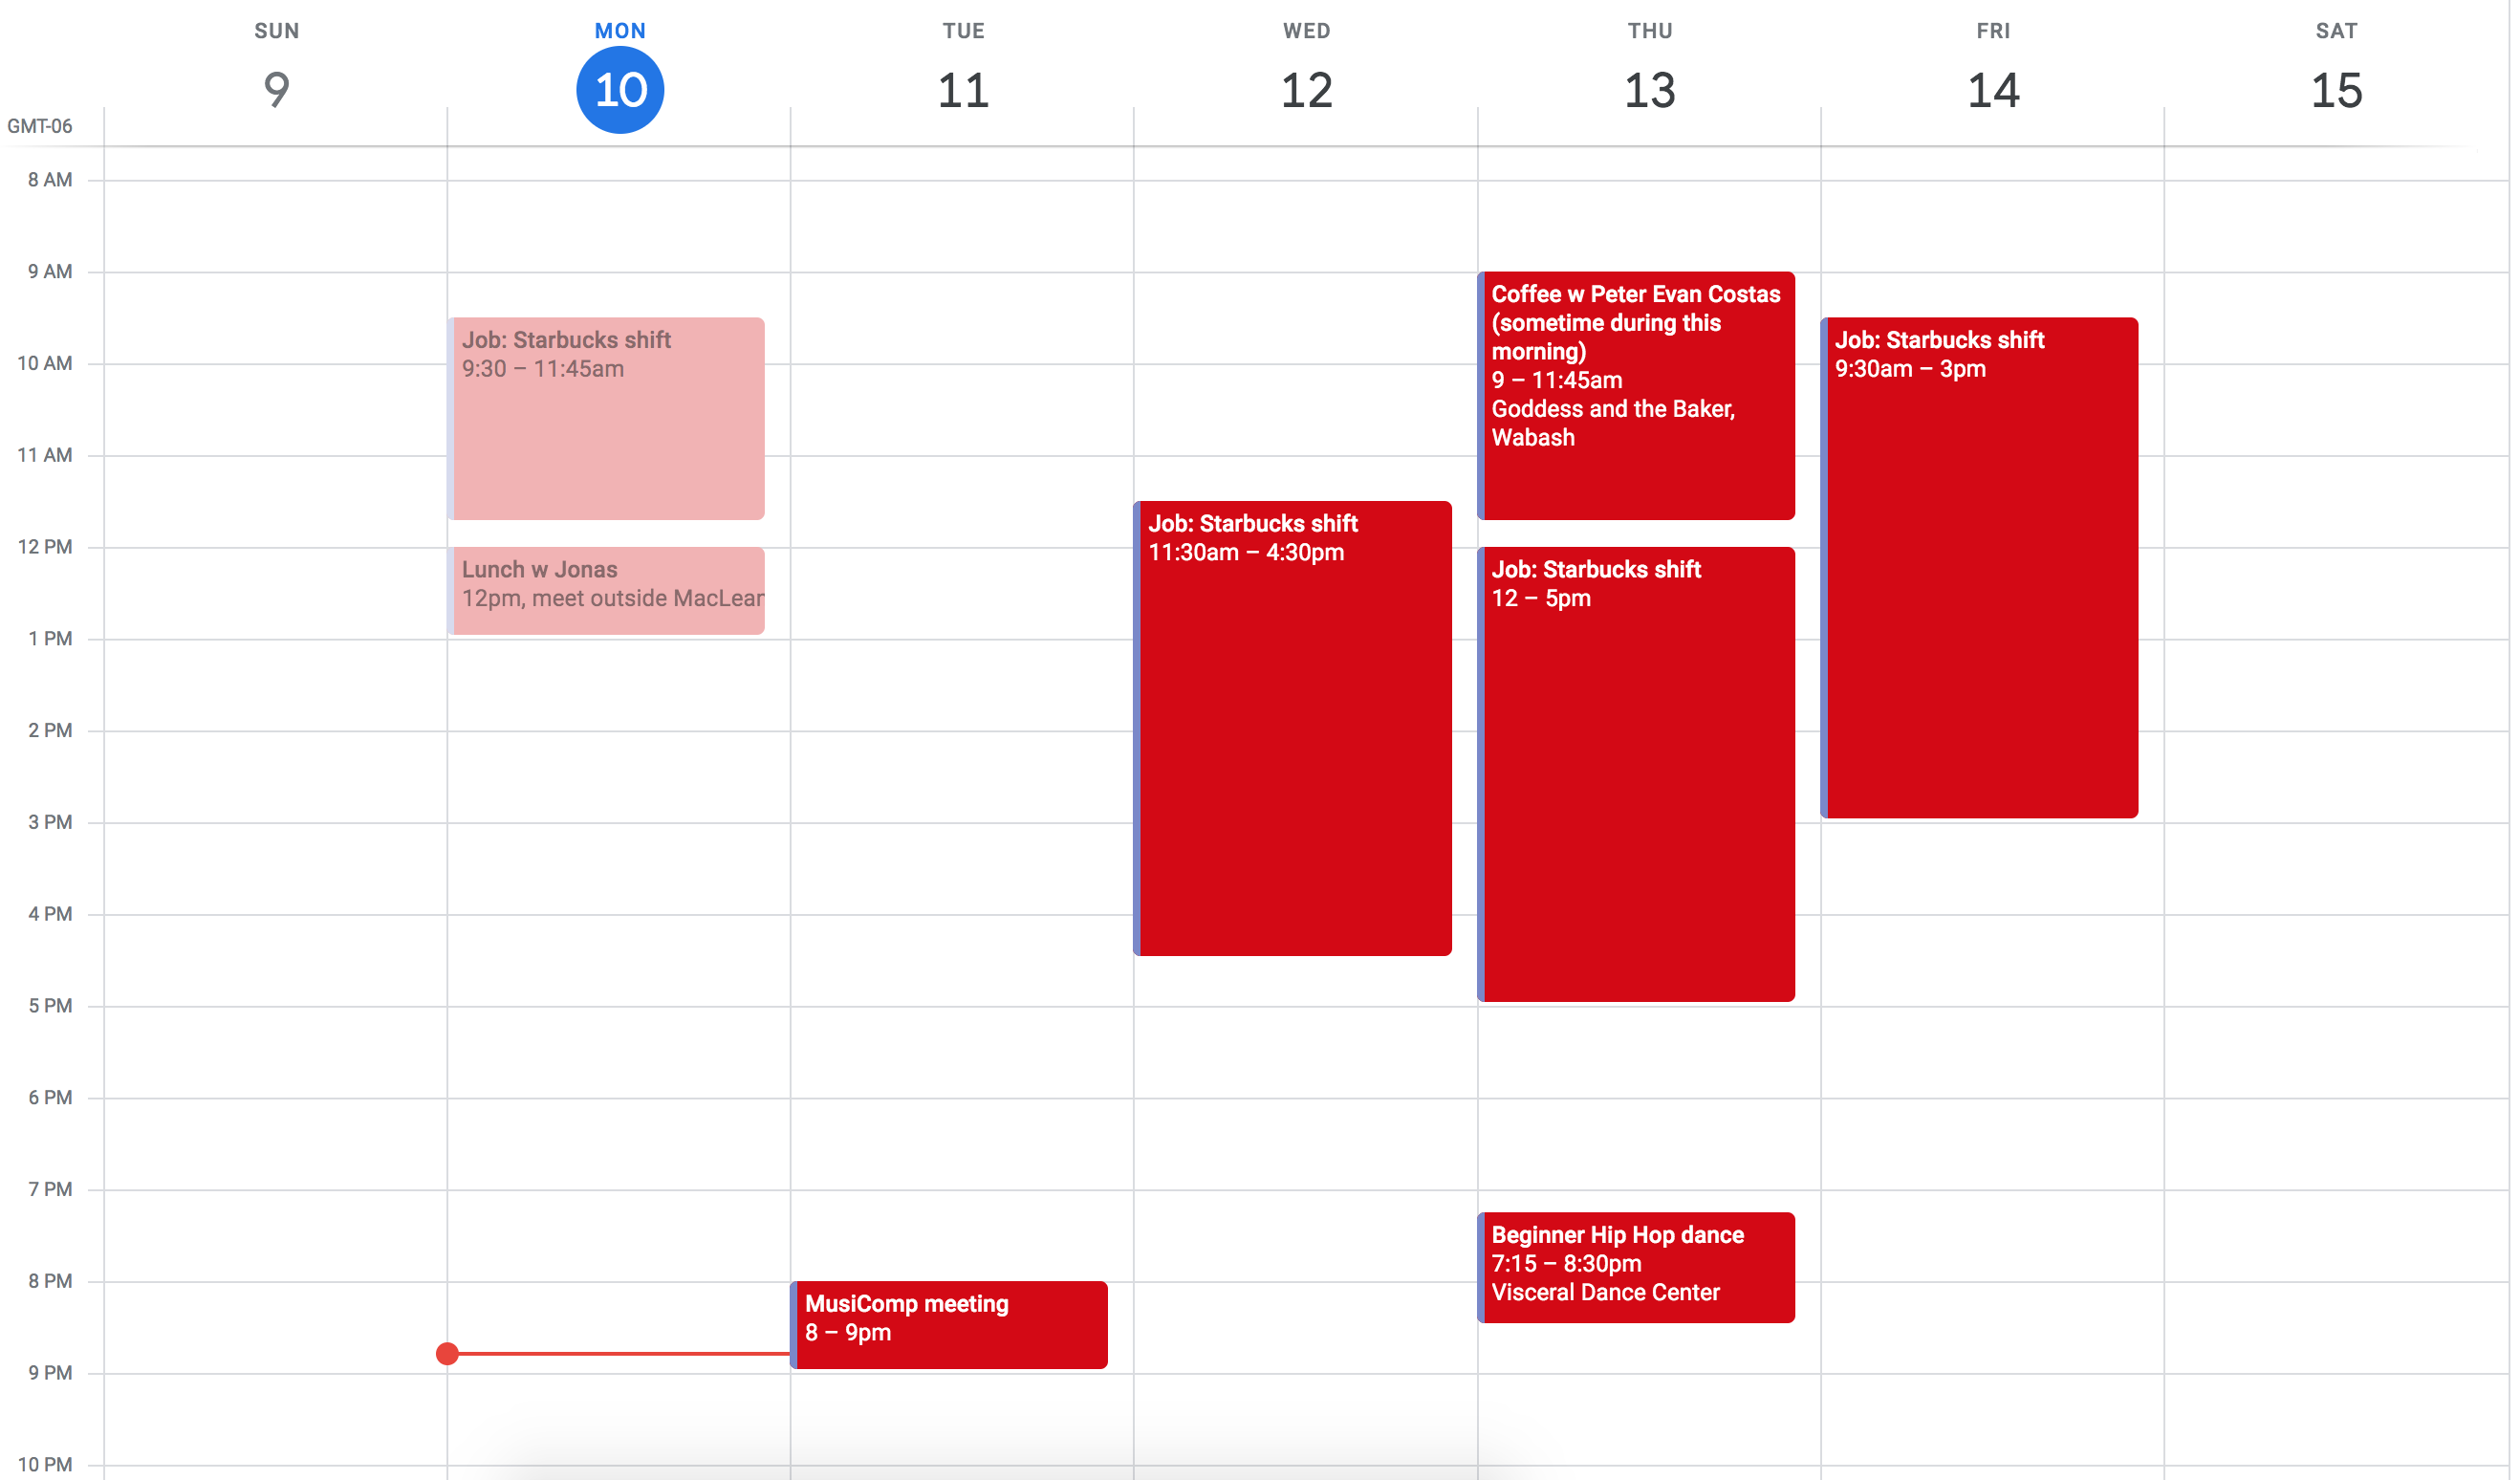 SUN
MON
TUE
WED
THU
FRI
SAT
9
10
11
12
13
14
15
GMT-06
8 AM
9 AM
10 AM
11 AM
12 PM
1 PM
2 PM
3 PM
4 PM
5 PM
6 PM
7 PM
8 PM
9 PM
10 PM
Job: Starbucks shift
9:30 – 11:45am
Lunch w Jonas
12pm, meet outside MacLean
MusiComp meeting
8 – 9pm
Job: Starbucks shift
11:30am – 4:30pm
Coffee w Peter Evan Costas
(sometime during this
morning)
9 – 11:45am
Goddess and the Baker,
Wabash
Job: Starbucks shift
12 – 5pm
Beginner Hip Hop dance
7:15 – 8:30pm
Visceral Dance Center
Job: Starbucks shift
9:30am – 3pm